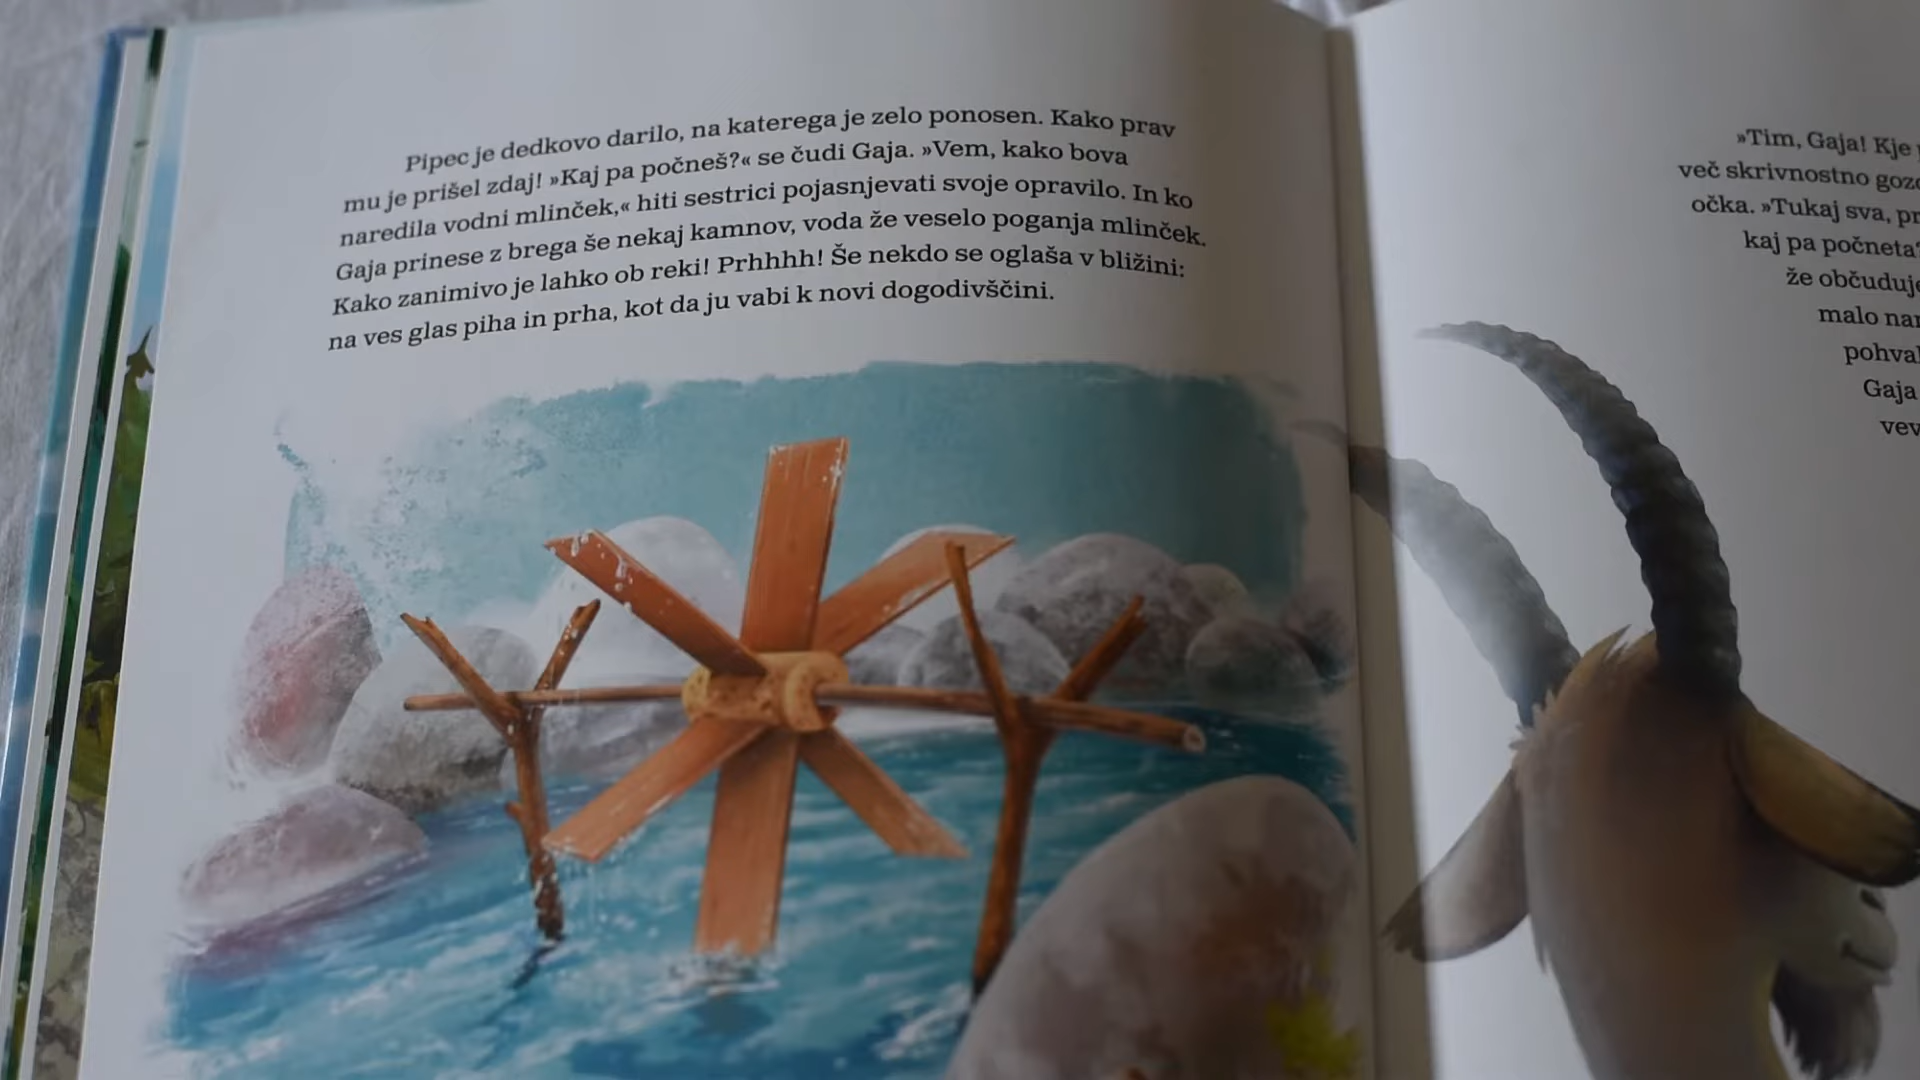 Pipec je dedkovo darilo, na katerega je zelo ponosen. Kako prav
mu je prišel zdaj! »Kaj pa počneš?« se čudi Gaja. »Vem, kako bova
naredila vodni mlinček,« hiti sestrici pojasnjevati svoje opravilo. In ko
Gaja prinese z brega še nekaj kamnov, voda že veselo poganja mlinček.
Kako zanimivo je lahko ob reki! Prhhhh! Še nekdo se oglaša v bližini:
na ves glas piha in prha, kot da ju vabi k novi dogodivščini.
»Tim, Gaja! Kje
več skrivnostno
očka. »Tukaj sva,
kaj pa počneta?
že
malo
Gaja